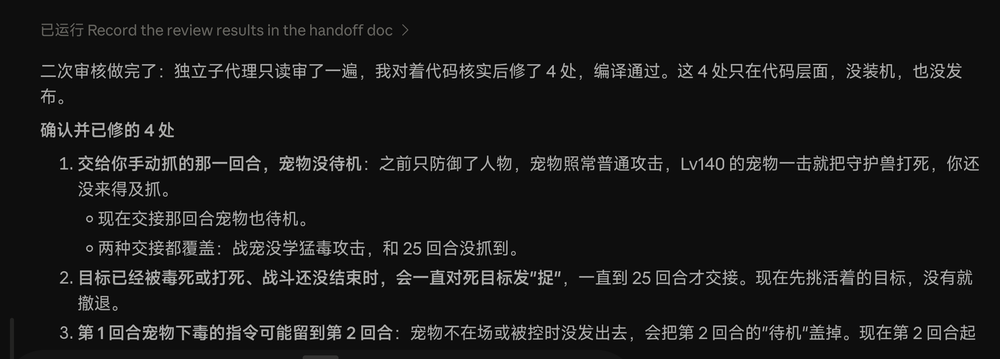 已运行 Record the review results in the handoff doc >
二次审核做完了：独立子代理只读审了一遍，我对着代码核实后修了 4 处，编译通过。这 4 处只在代码层面，没装机，也没发
布。
确认并已修的 4 处
1. 交给你手动抓的那一回合，宠物没待机：之前只防御了人物，宠物照常普通攻击，Lv140 的宠物一击就把守护兽打死，你还
没来得及抓。
现在交接那回合宠物也待机。
两种交接都覆盖：战宠没学猛毒攻击，和 25 回合没抓到。
2. 目标已经被毒死或打死、战斗还没结束时，会一直对死目标发"捉"，一直到 25 回合才交接。现在先挑活着的目标，没有就
撤退。
3. 第 1 回合宠物下毒的指令可能留到第 2 回合：宠物不在场或被控时没发出去，会把第 2 回合的"待机"盖掉。现在第 2 回合起